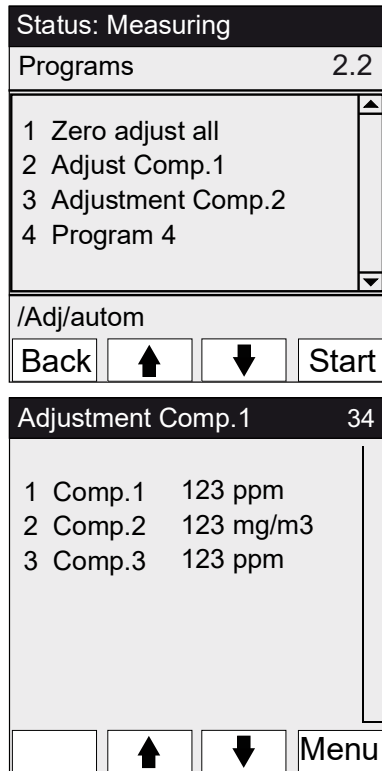 Status: Measuring
Programs 2.2
1 Zero adjust all
2 Adjust Comp.1
3 Adjustment Comp.2
4 Program 4
/Adj/autom
Back Start
Adjustment Comp.1 34
1 Comp.1 123 ppm
2 Comp.2 123 mg/m3
3 Comp.3 123 ppm
Menu